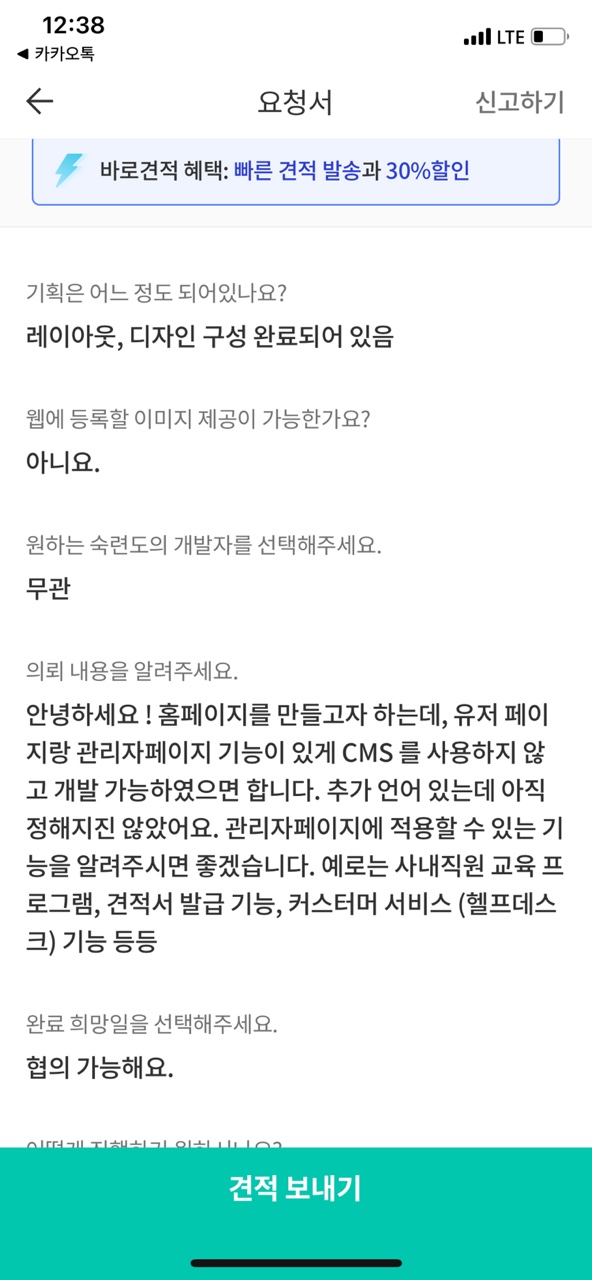 12:38
LTE
◀ 카카오톡
요청서
신고하기
바로견적 혜택: 빠른 견적 발송과 30%할인
기획은 어느 정도 되어있나요?
레이아웃, 디자인 구성 완료되어 있음
웹에 등록할 이미지 제공이 가능한가요?
아니요.
원하는 숙련도의 개발자를 선택해주세요.
무관
의뢰 내용을 알려주세요.
안녕하세요 ! 홈페이지를 만들고자 하는데, 유저 페이
지랑 관리자페이지 기능이 있게 CMS 를 사용하지 않
고 개발 가능하였으면 합니다. 추가 언어 있는데 아직
정해지진 않았어요. 관리자페이지에 적용할 수 있는 기
능을 알려주시면 좋겠습니다. 예로는 사내직원 교육 프
로그램, 견적서 발급 기능, 커스터머 서비스 (헬프데스
크) 기능 등등
완료 희망일을 선택해주세요.
협의 가능해요.
견적 보내기